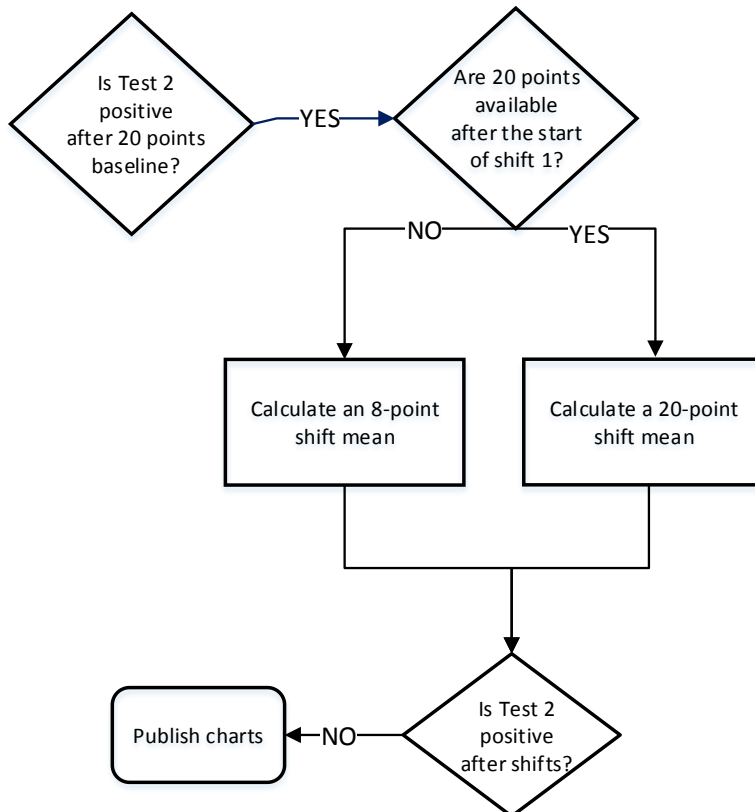 Is Test 2
positive
after 20 points
baseline?
YES
Are 20 points
available
after the start
of shift 1?
NO
YES
Calculate an 8-point
shift mean
Calculate a 20-point
shift mean
Publish charts
NO
Is Test 2
positive
after shifts?